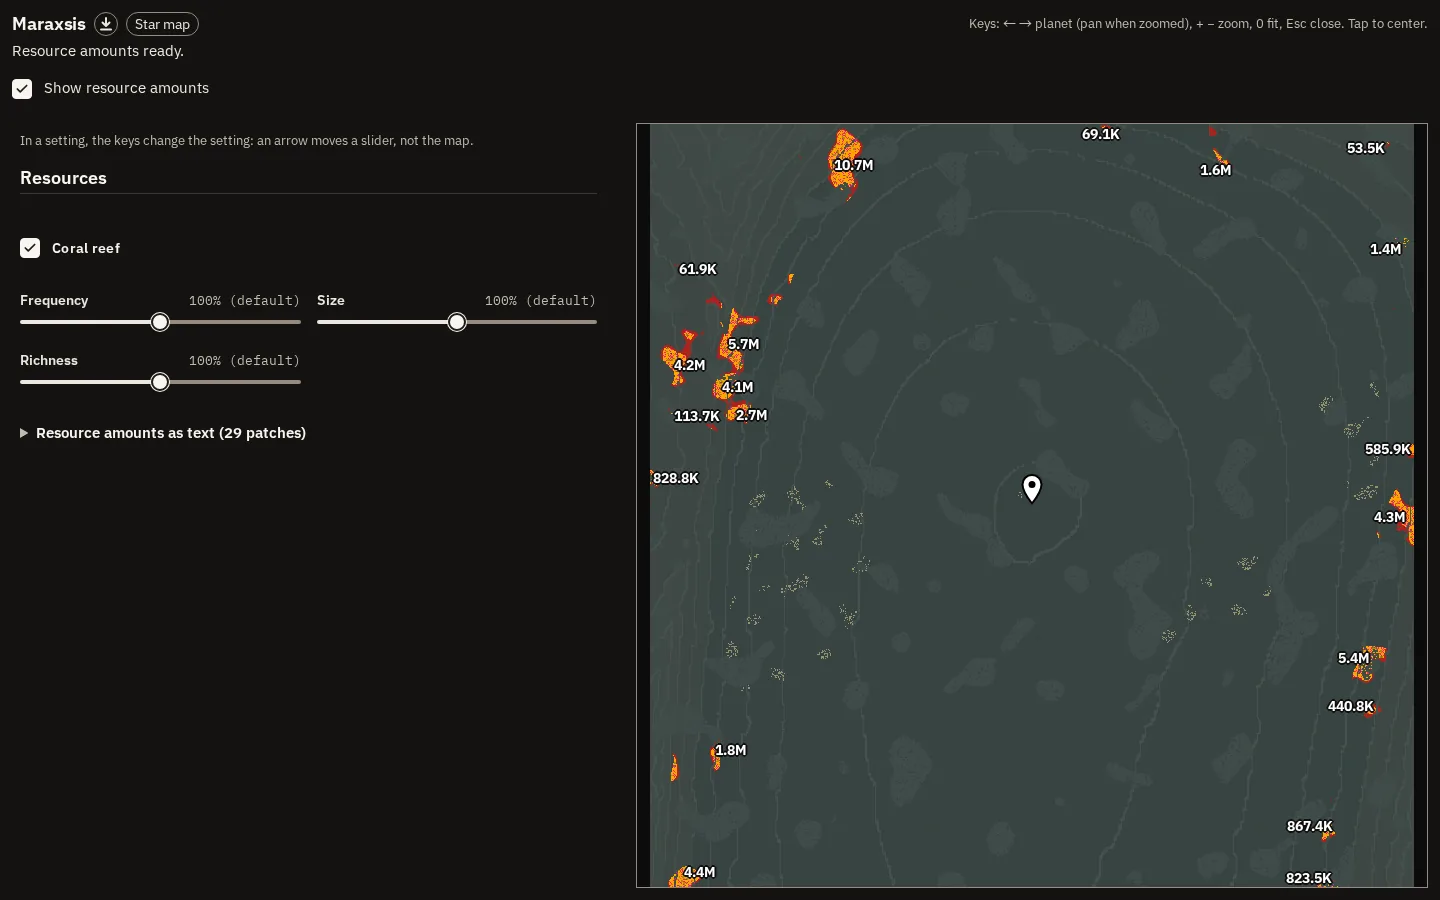 Maraxsis
Star map
Keys: ←→ planet (pan when zoomed), + − zoom, 0 fit, Esc close. Tap to center.
Resource amounts ready.
Show resource amounts
In a setting, the keys change the setting: an arrow moves a slider, not the map.
Resources
Coral reef
Frequency 100% (default)
Size 100% (default)
Richness 100% (default)
Resource amounts as text (29 patches)
69.1K
53.5K
10.7M
1.6M
1.4M
61.9K
5.7M
4.2M
4.1M
113.7K
2.7M
585.9K
828.8K
4.3M
5.4M
440.8K
1.8M
867.4K
4.4M
823.5K